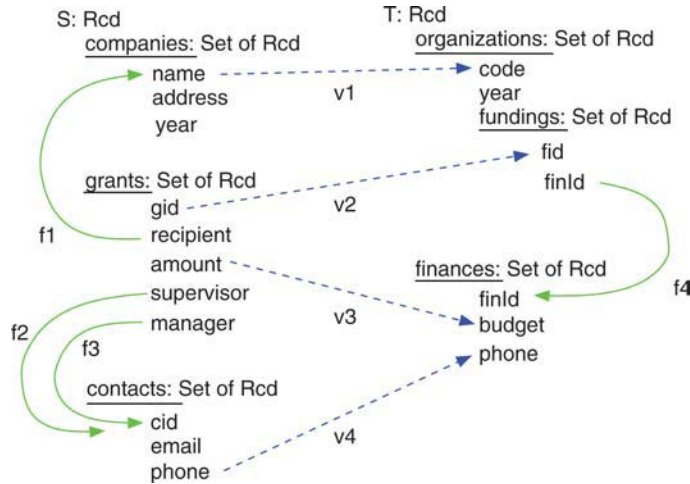 S: Rcd
companies: Set of Rcd
name
address
year
grants: Set of Rcd
gid
recipient
amount
supervisor
manager
contacts: Set of Rcd
cid
email
phone
f1
f2
f3
v1
v2
v3
v4
T: Rcd
organizations: Set of Rcd
code
year
fundings: Set of Rcd
fid
finId
finances: Set of Rcd
finId
budget
phone
f4